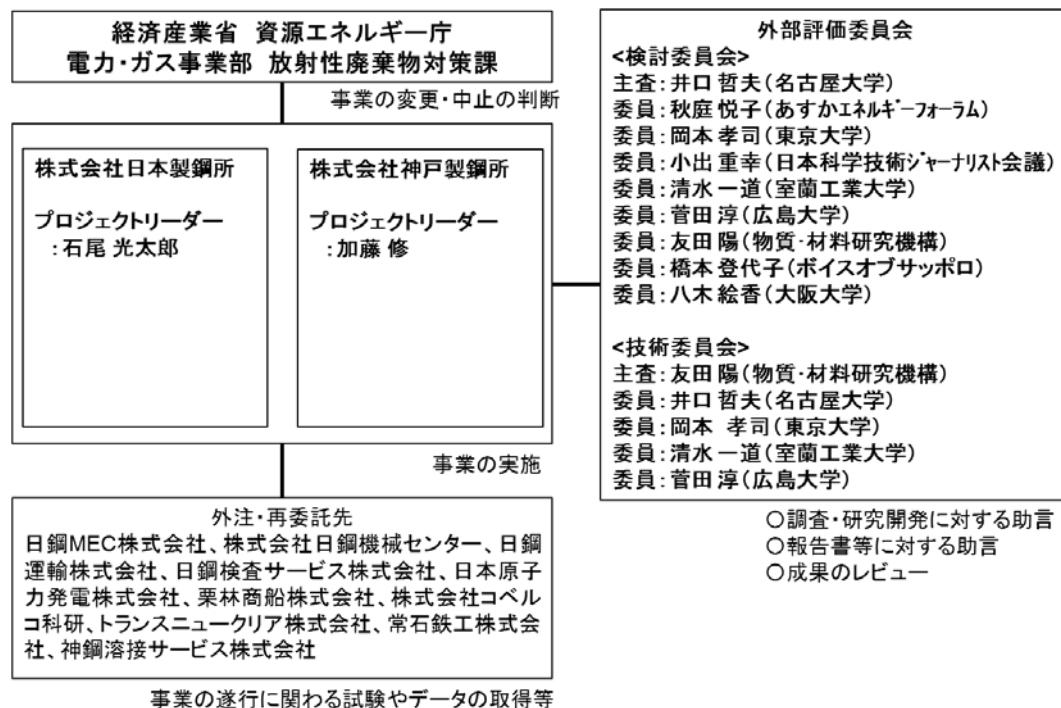 経済産業省 資源エネルギー庁
電力・ガス事業部 放射性廃棄物対策課
事業の変更・中止の判断
株式会社日本製鋼所
プロジェクトリーダー
:石尾 光太郎
株式会社神戸製鋼所
プロジェクトリーダー
:加藤 修
事業の実施
外注・再委託先
日鋼MEC株式会社、株式会社日鋼機械センター、日鋼
運輸株式会社、日鋼検査サービス株式会社、日本原子
力発電株式会社、栗林商船株式会社、株式会社コベル
コ科研、トランスニュークリア株式会社、常石鉄工株式会
社、神鋼溶接サービス株式会社
事業の遂行に関わる試験やデータの取得等
外部評価委員会
<検討委員会>
主査:井口 哲夫(名古屋大学)
委員:秋庭 悦子(あすかエネルギーフォーラム)
委員:岡本 孝司(東京大学)
委員:小出 重幸(日本科学技術ジャーナリスト会議)
委員:清水 一道(室蘭工業大学)
委員:菅田 淳(広島大学)
委員:友田 陽(物質・材料研究機構)
委員:橋本 登代子(ボイスオブサッポロ)
委員:八木 絵香(大阪大学)
<技術委員会>
主査:友田 陽(物質・材料研究機構)
委員:井口 哲夫(名古屋大学)
委員:岡本 孝司(東京大学)
委員:清水 一道(室蘭工業大学)
委員:菅田 淳(広島大学)
○調査・研究開発に対する助言
○報告書等に対する助言
○成果のレビュー